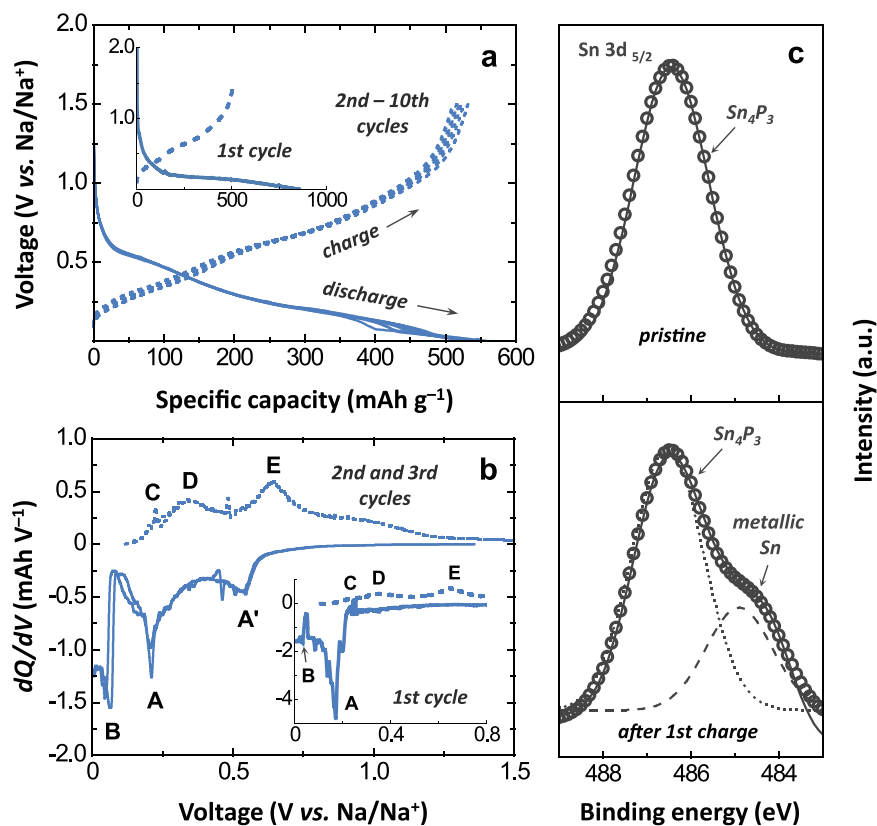 a
2.0
1.5
1.0
0.5
0
Voltage (V vs. Na/Na⁺)
0 100 200 300 400 500 600
Specific capacity (mAh g⁻¹)
2nd – 10th
cycles
charge
discharge
2.0
1.0
0 500 1000
1st cycle
b
1.0
0.5
0
-0.5
-1.0
-1.5
-2.0
dQ/dV (mAh V⁻¹)
0 0.5 1.0 1.5
Voltage (V vs. Na/Na⁺)
2nd and 3rd
cycles
C D E
A'
A
B
0
-2
-4
0 0.4 0.8
C D E
B
A
1st cycle
c
Sn 3d 5/2
Sn₄P₃
pristine
Sn₄P₃
metallic
Sn
after 1st charge
488 486 484
Binding energy (eV)
Intensity (a.u.)